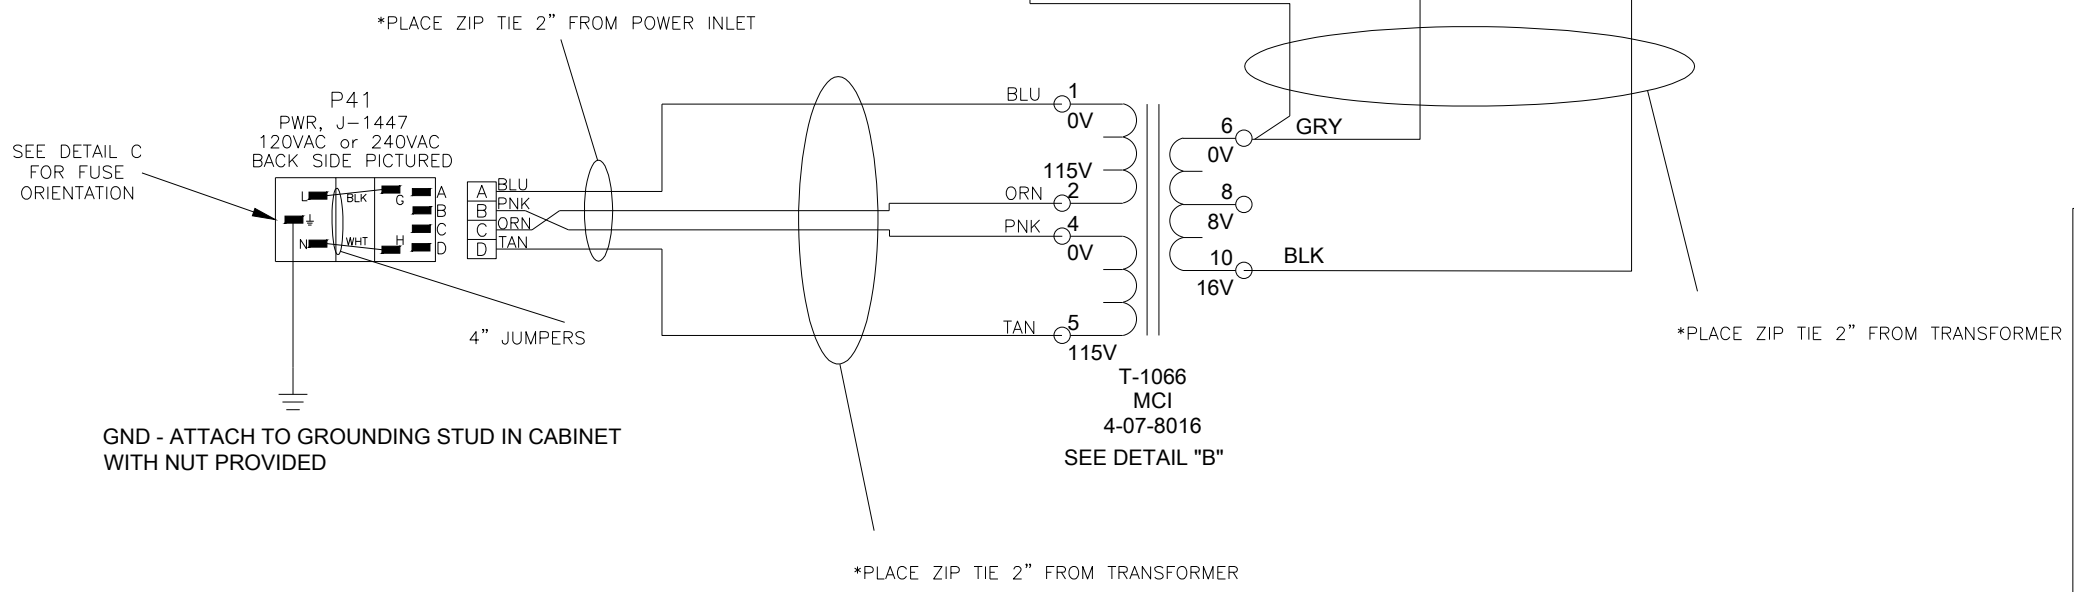 *PLACE ZIP TIE 2” FROM POWER INLET
P41
PWR, J-1447
120VAC or 240VAC
BACK SIDE PICTURED
SEE DETAIL C
FOR FUSE
ORIENTATION
L
BLK
G
A
B
C
D
N
WHT
H
A
B
C
D
BLU
PNK
ORN
TAN
4” JUMPERS
GND - ATTACH TO GROUNDING STUD IN CABINET
WITH NUT PROVIDED
BLU
1
0V
115V
ORN
2
PNK
4
0V
TAN
5
115V
6
0V
GRY
8
8V
10
16V
BLK
T-1066
MCI
4-07-8016
SEE DETAIL "B"
*PLACE ZIP TIE 2” FROM TRANSFORMER
*PLACE ZIP TIE 2” FROM TRANSFORMER